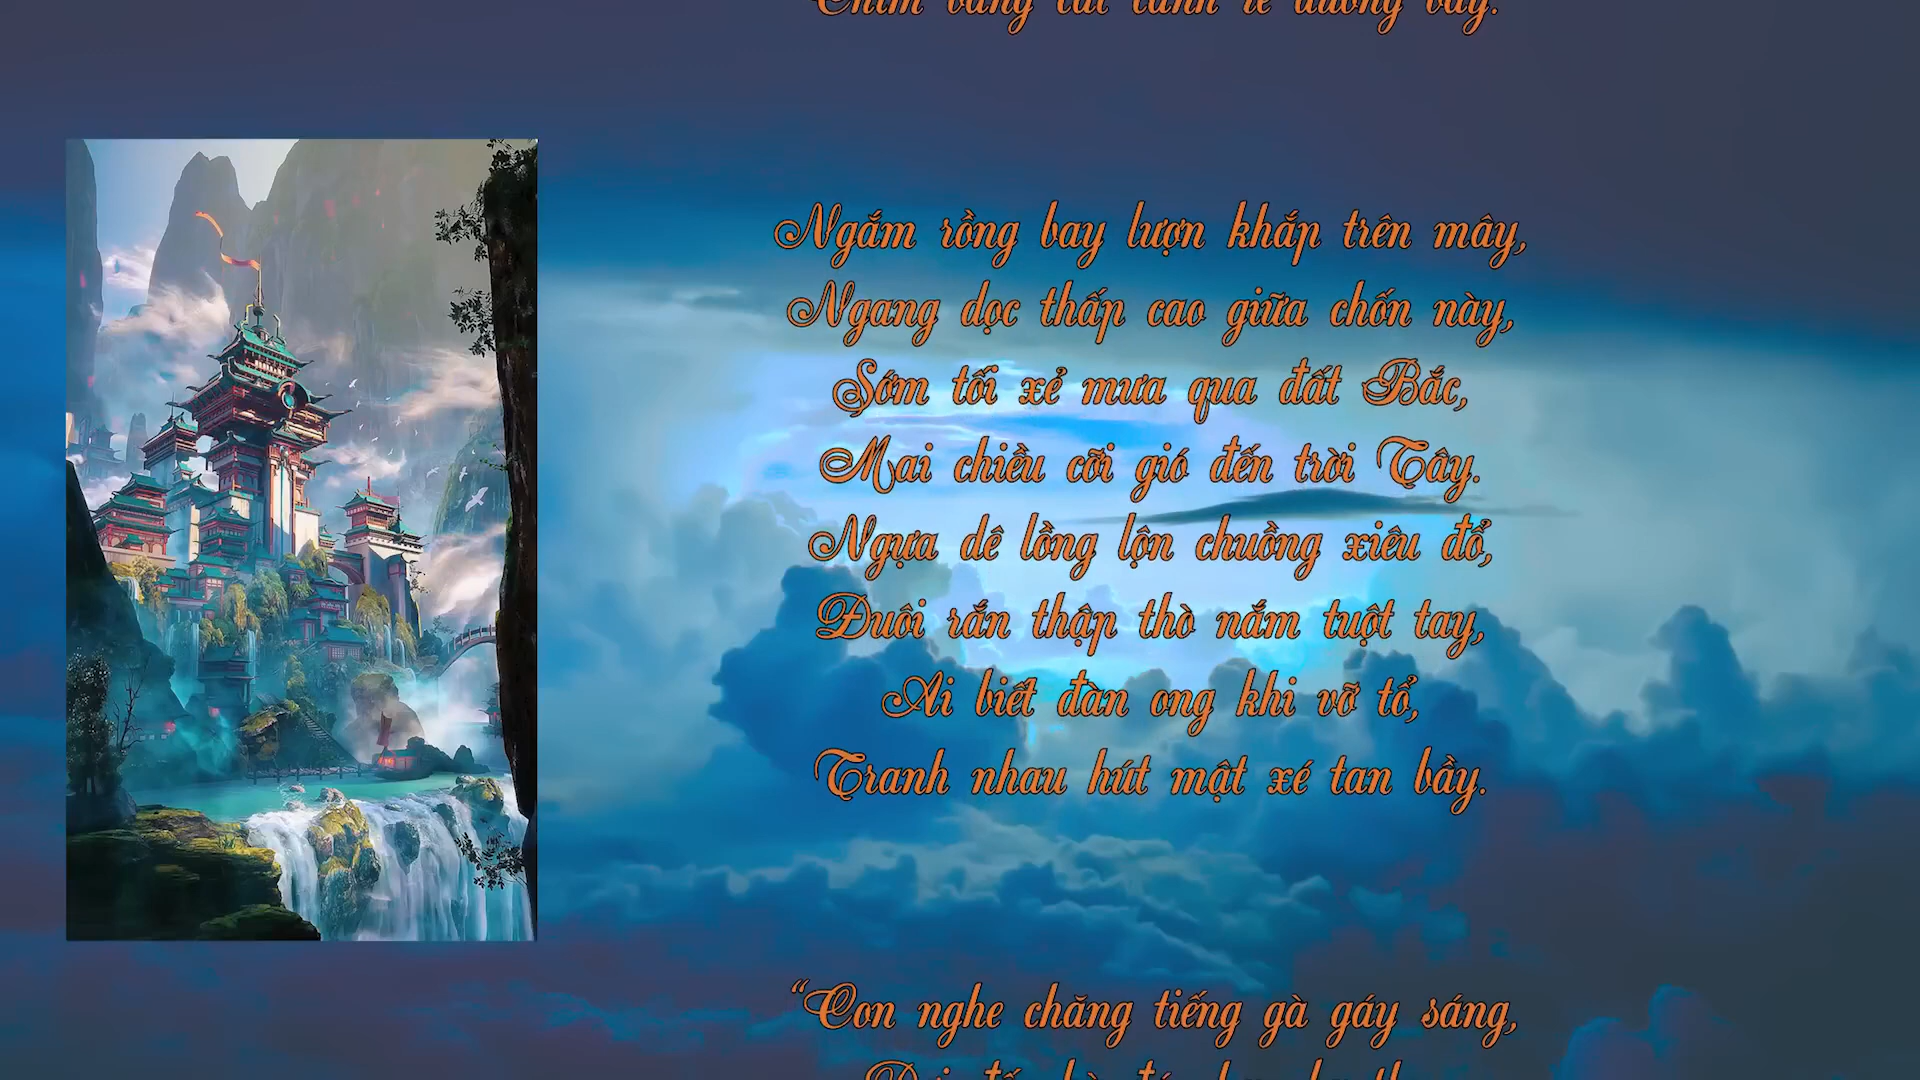 Ngắm rồng bay lượn khắp trên mây,
Ngang dọc thấp cao giữa chốn này,
Sớm tối xẻ mưa qua đất Bắc,
Mai chiều cỡi gió đến trời Tây.
Ngựa dê lồng lộn chuồng xiêu đổ,
Đuôi rắn thập thò nắm tuột tay,
Ai biết đàn ong khi vỡ tổ,
Tranh nhau hút mật xé tan bầy.
“Con nghe chăng tiếng gà gáy sáng,